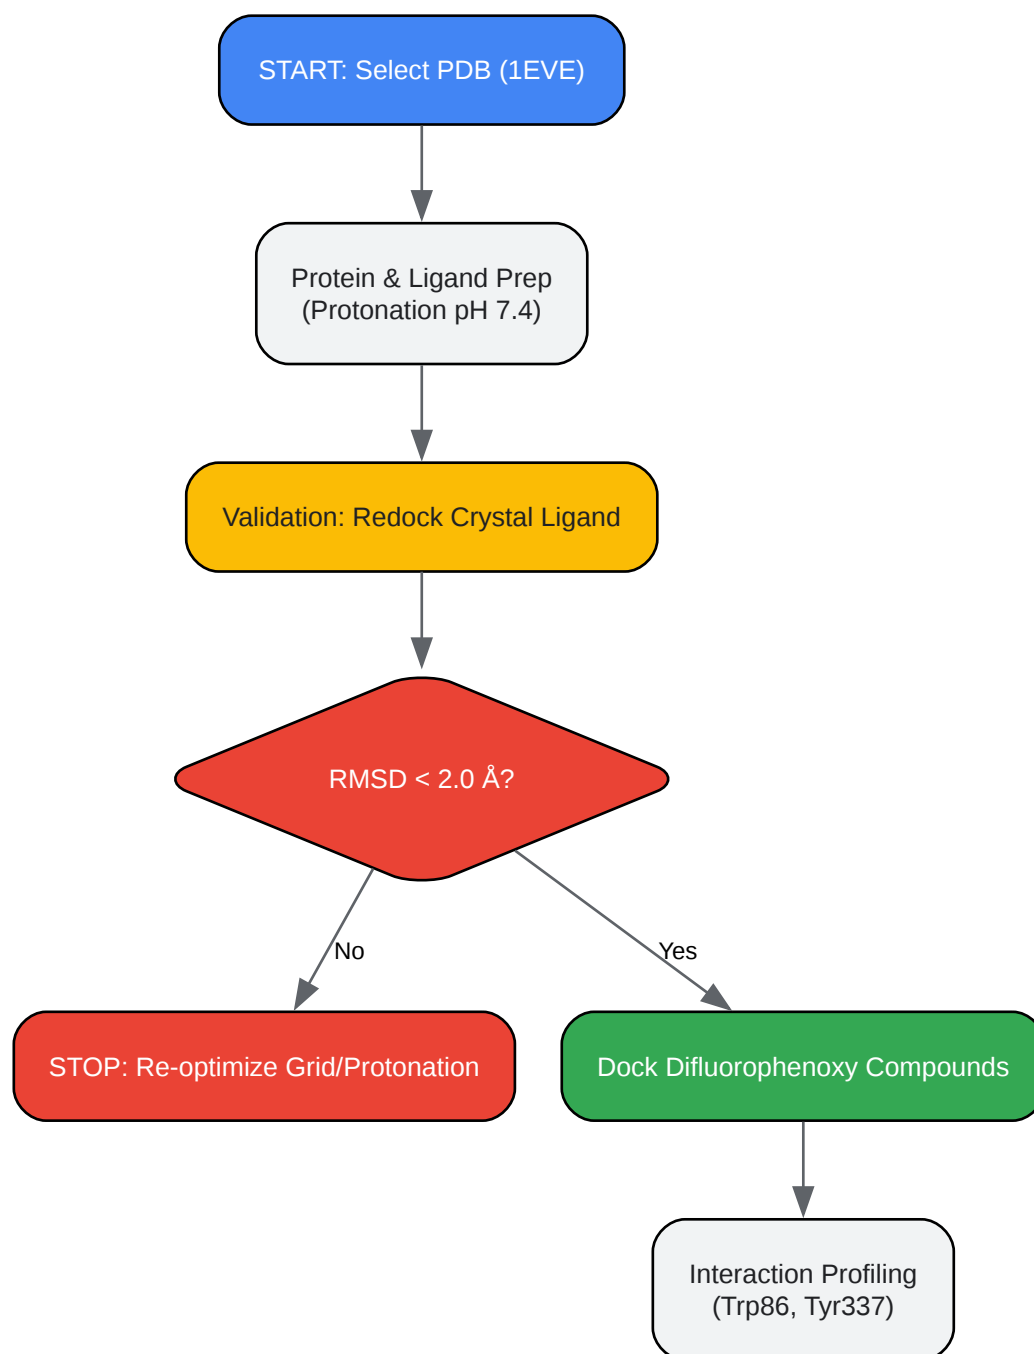 START: Select PDB (1EVE)
Protein & Ligand Prep
(Protonation pH 7.4)
Validation: Redock Crystal Ligand
RMSD < 2.0 Å?
No
Yes
STOP: Re-optimize Grid/Protonation
Dock Difluorophenoxy Compounds
Interaction Profiling
(Trp86, Tyr337)